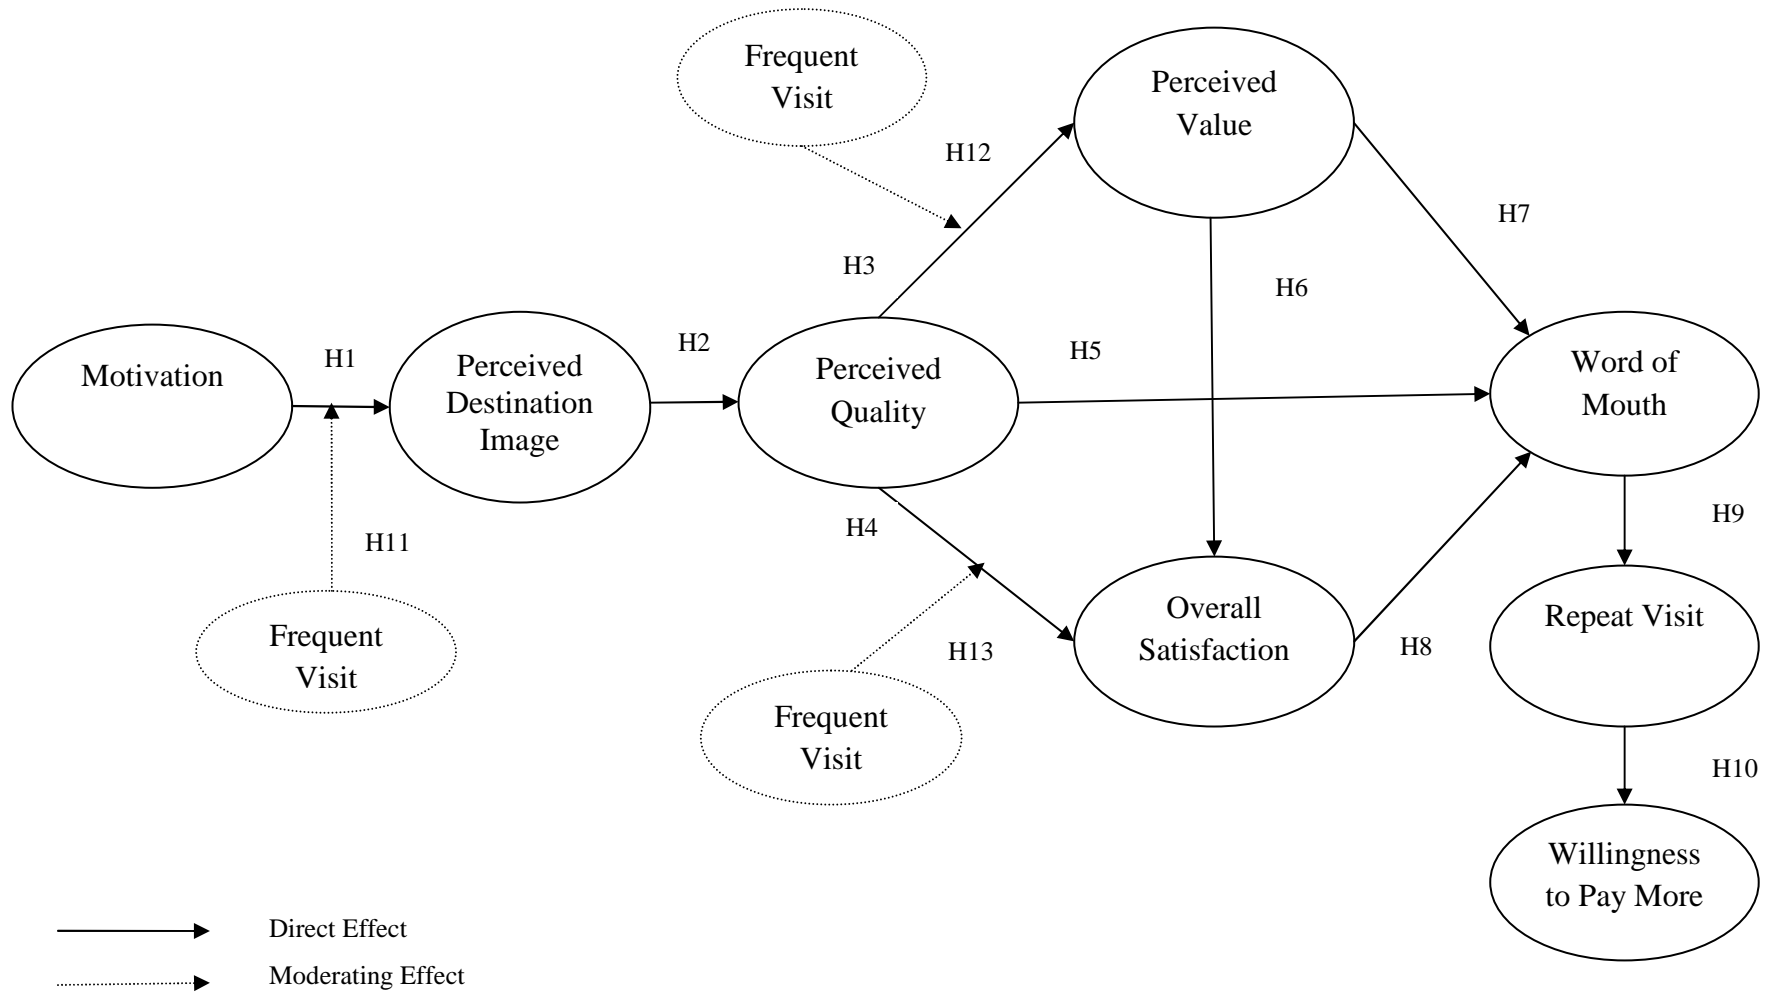 Frequent
Visit
Perceived
Value
H12
H7
H3
H6
Motivation
H1
Perceived
Destination
Image
H2
Perceived
Quality
H5
Word of
Mouth
H4
H9
H11
Frequent
Visit
H13
Overall
Satisfaction
H8
Repeat Visit
Frequent
Visit
H10
Willingness
to Pay More
Direct Effect
Moderating Effect